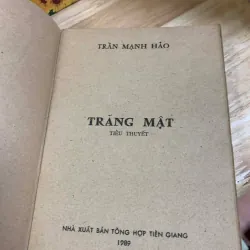 TRẦN MẠNH HẢO
TRĂNG MẬT
TIỂU THUYẾT
NHÀ XUẤT BẢN TỔNG HỢP TIỀN GIANG
1989